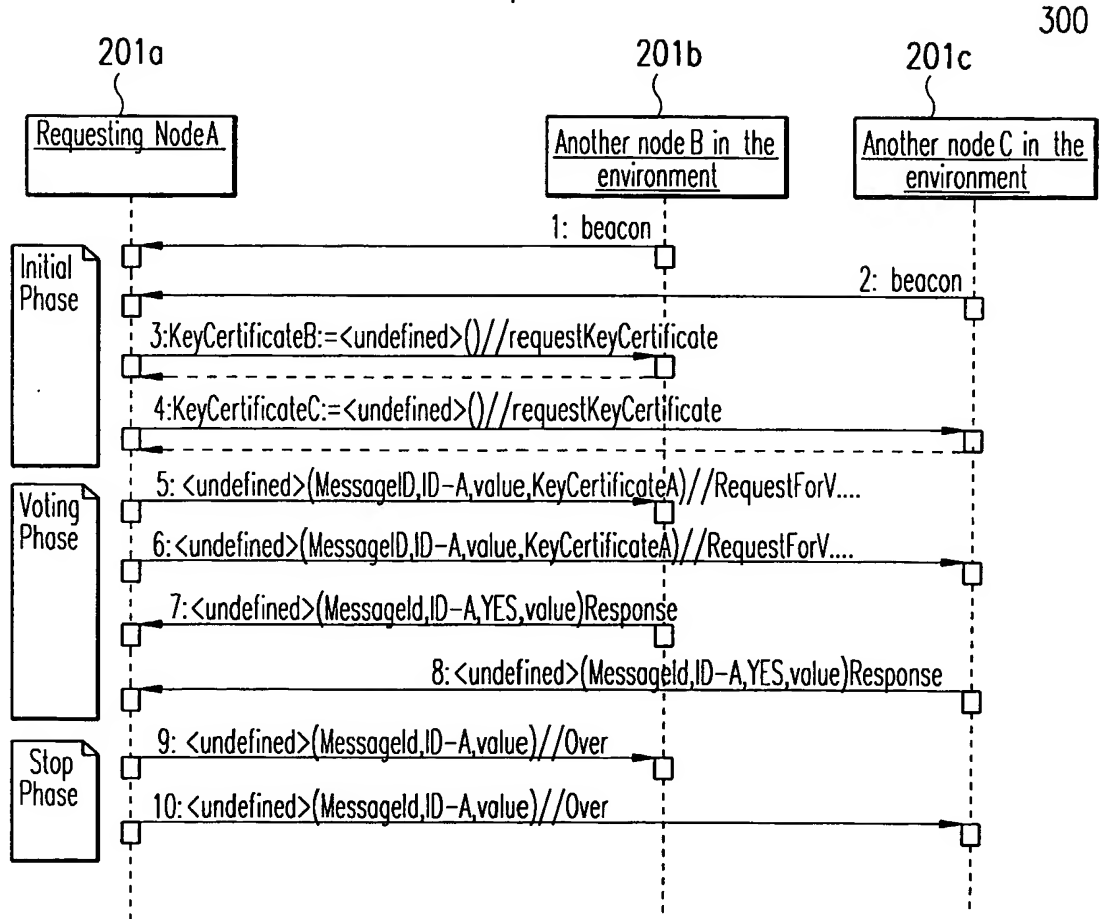 300
201a
201b
201c
Requesting NodeA
Another node B in the
environment
Another node C in the
environment
1: beacon
Initial
Phase
2: beacon
3:KeyCertificateB:=<undefined>()//requestKeyCertificate
4:KeyCertificateC:=<undefined>()//requestKeyCertificate
Voting
Phase
5: <undefined>(MessageID,ID-A,value,KeyCertificateA)//RequestForV....
6:<undefined>(MessageID,ID-A,value,KeyCertificateA)//RequestForV....
7:<undefined>(MessageId,ID-A,YES,value)Response
8:<undefined>(MessageId,ID-A,YES,value)Response
Stop
Phase
9: <undefined>(MessageId,ID-A,value)//Over
10:<undefined>(MessageId,ID-A,value)//Over